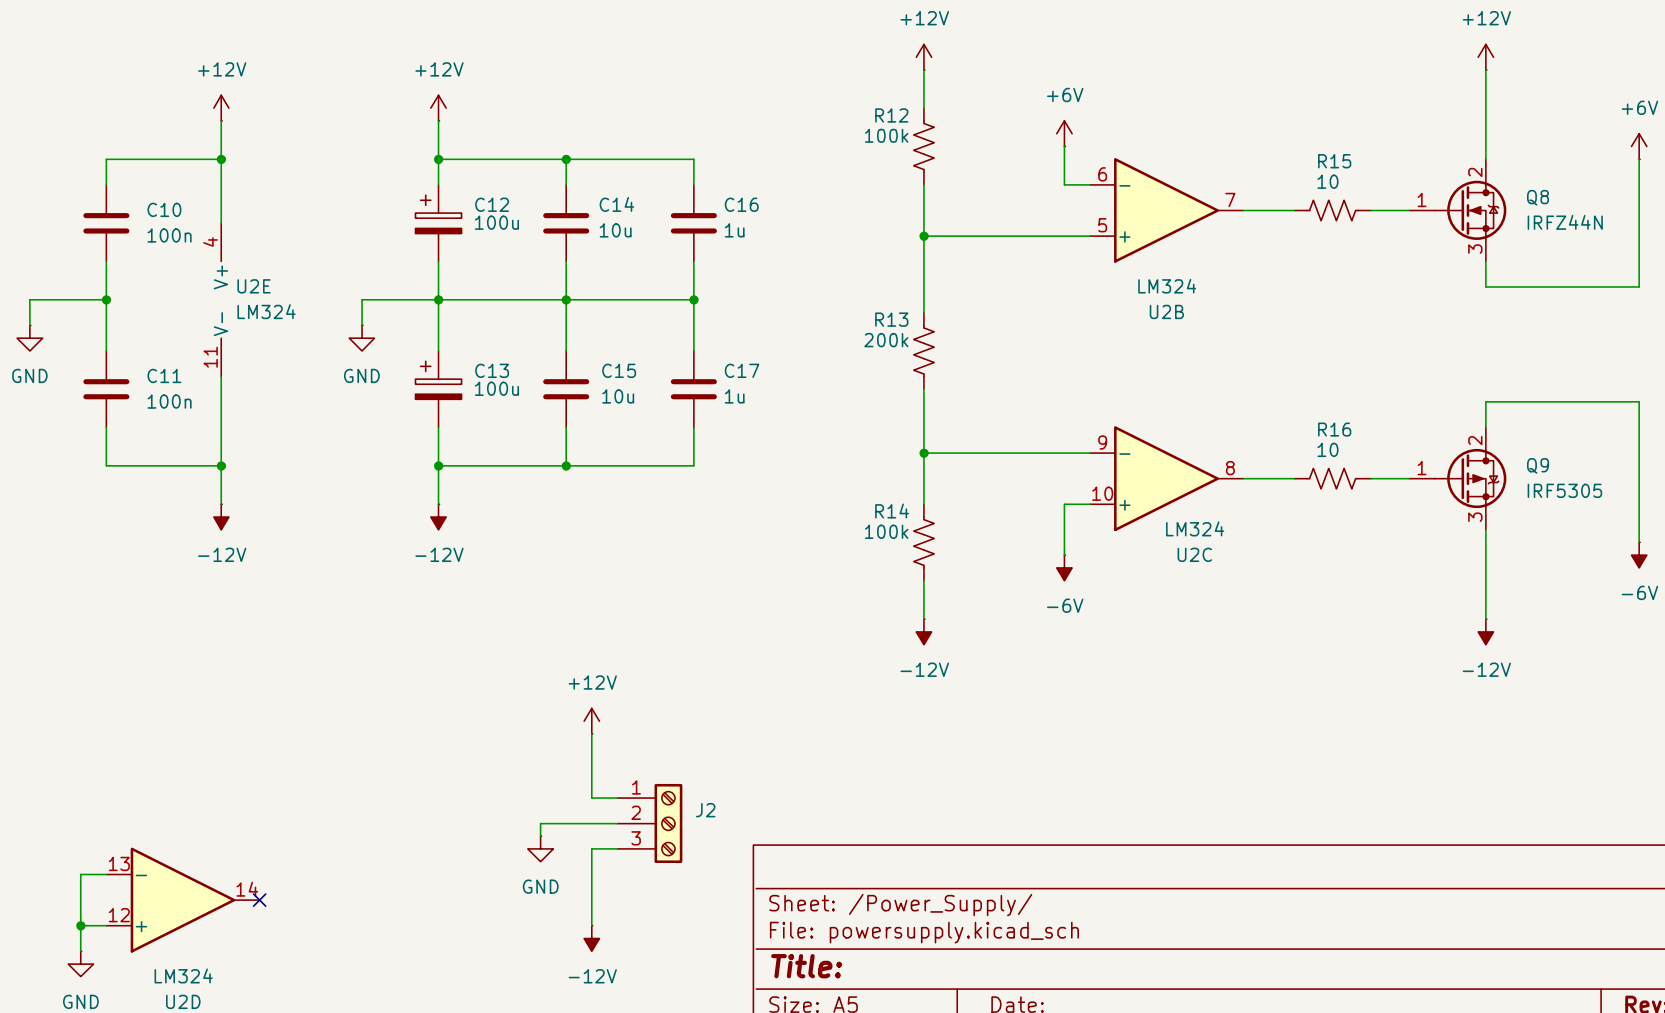 +12V
+12V
+12V
+12V
+6V
+6V
R12
100k
6
5
7
LM324
U2B
R15
10
1
2
3
Q8
IRFZ44N
C10
100n
4
V+
U2E
LM324
V-
11
C11
100n
GND
-12V
C12
100u
C14
10u
C16
1u
GND
C13
100u
C15
10u
C17
1u
-12V
R13
200k
9
10
8
LM324
U2C
-6V
R16
10
1
2
3
Q9
IRF5305
-6V
R14
100k
-12V
-12V
+12V
1
2
3
J2
GND
-12V
13
12
14
GND
LM324
U2D
Sheet: /Power_Supply/
File: powersupply.kicad_sch
Title:
Size: A5
Date:
Rev: